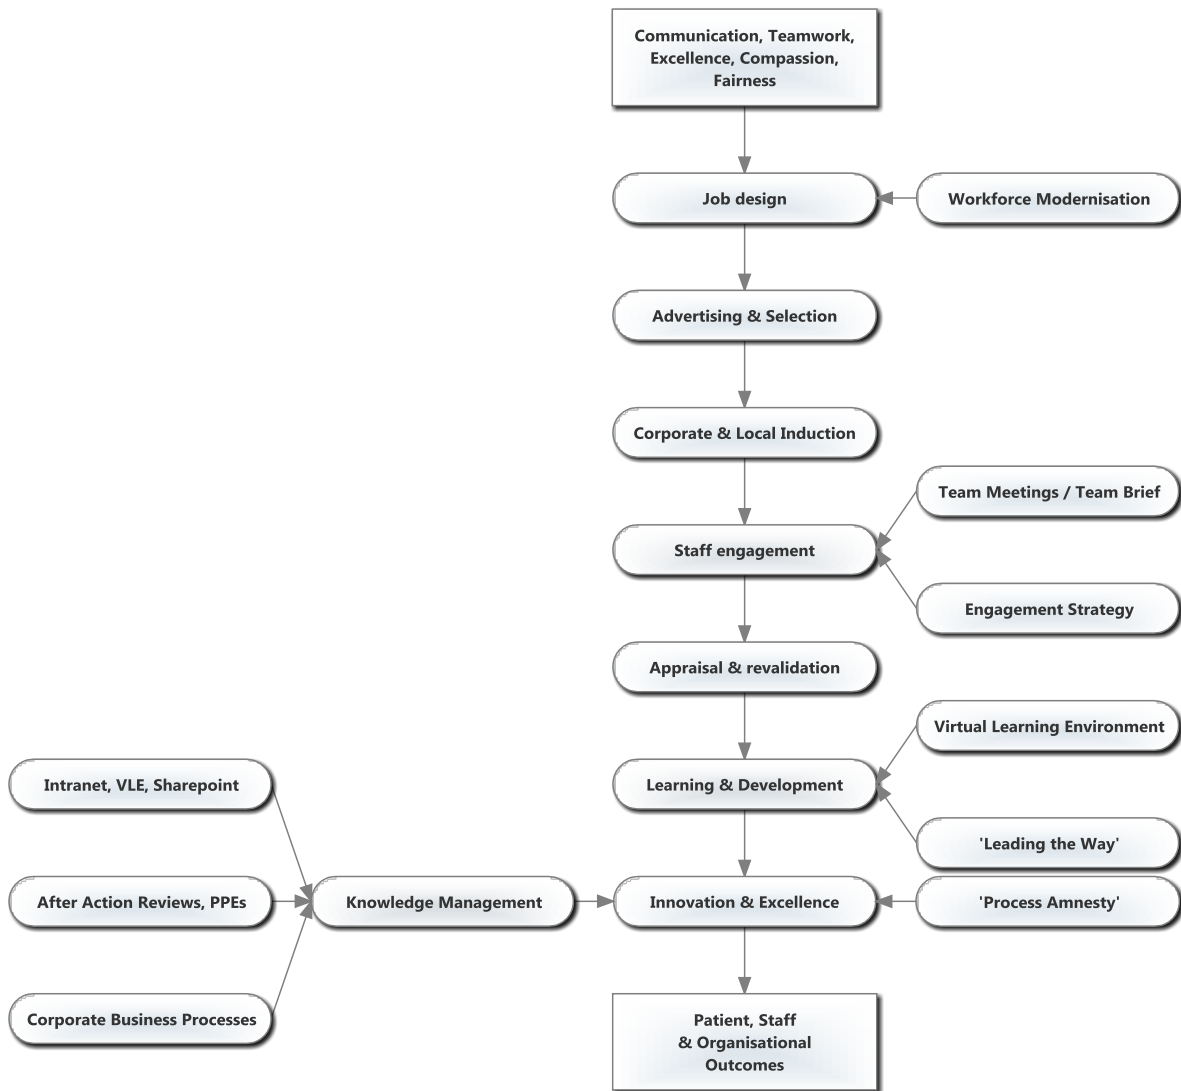 Communication, Teamwork,
Excellence, Compassion,
Fairness
Job design
Workforce Modernisation
Advertising & Selection
Corporate & Local Induction
Team Meetings / Team Brief
Staff engagement
Engagement Strategy
Appraisal & revalidation
Virtual Learning Environment
Intranet, VLE, Sharepoint
Learning & Development
'Leading the Way'
After Action Reviews, PPEs
Knowledge Management
Innovation & Excellence
'Process Amnesty'
Corporate Business Processes
Patient, Staff
& Organisational
Outcomes